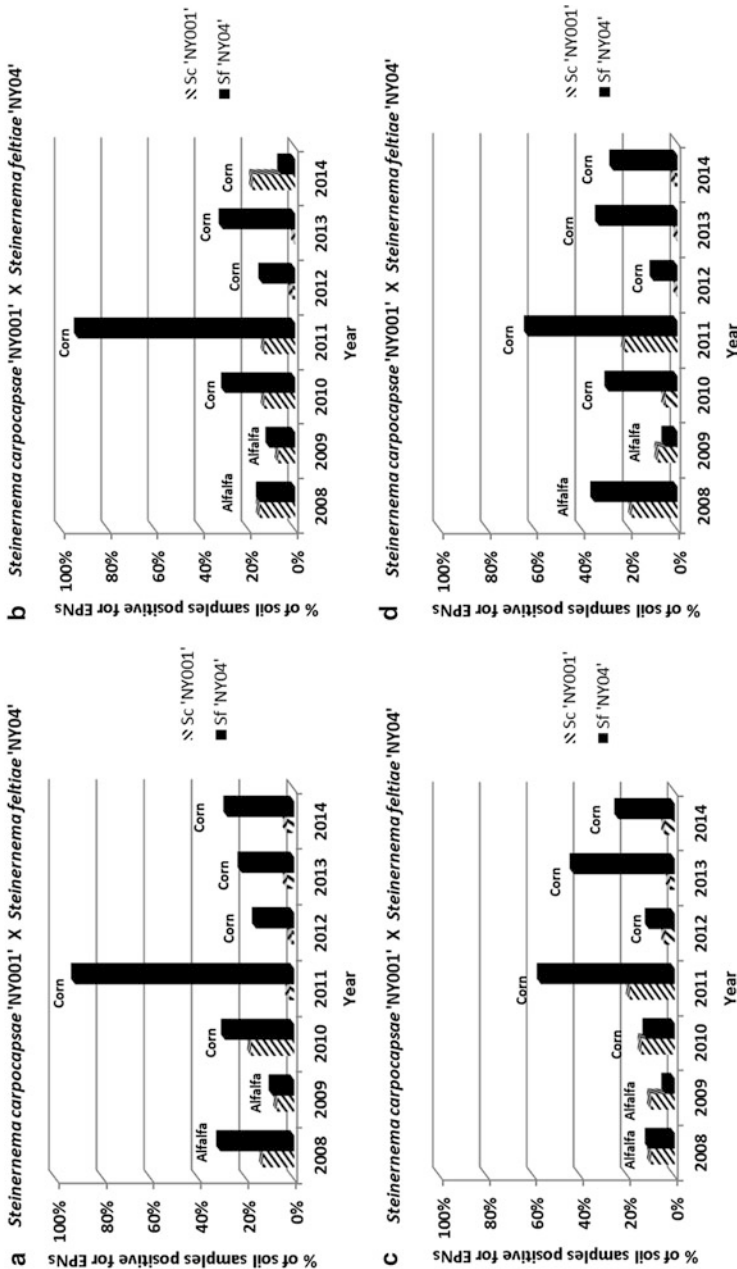 a Steinernema carpocapsae 'NY001' X Steinernema feltiae 'NY04'
% of soil samples positive for EPNs
100%
80%
60%
40%
20%
0%
Alfalfa
Alfalfa
Corn
Corn
Corn
Corn
Corn
2008 2009 2010 2011 2012 2013 2014
Year
Sc 'NY001'
Sf 'NY04'
b Steinernema carpocapsae 'NY001' X Steinernema feltiae 'NY04'
% of soil samples positive for EPNs
100%
80%
60%
40%
20%
0%
Alfalfa
Alfalfa
Corn
Corn
Corn
Corn
Corn
2008 2009 2010 2011 2012 2013 2014
Year
Sc 'NY001'
Sf 'NY04'
c Steinernema carpocapsae 'NY001' X Steinernema feltiae 'NY04'
% of soil samples positive for EPNs
100%
80%
60%
40%
20%
0%
Alfalfa
Alfalfa
Corn
Corn
Corn
Corn
Corn
2008 2009 2010 2011 2012 2013 2014
Year
Sc 'NY001'
Sf 'NY04'
d Steinernema carpocapsae 'NY001' X Steinernema feltiae 'NY04'
% of soil samples positive for EPNs
100%
80%
60%
40%
20%
0%
Alfalfa
Alfalfa
Corn
Corn
Corn
Corn
Corn
2008 2009 2010 2011 2012 2013 2014
Year
Sc 'NY001'
Sf 'NY04'